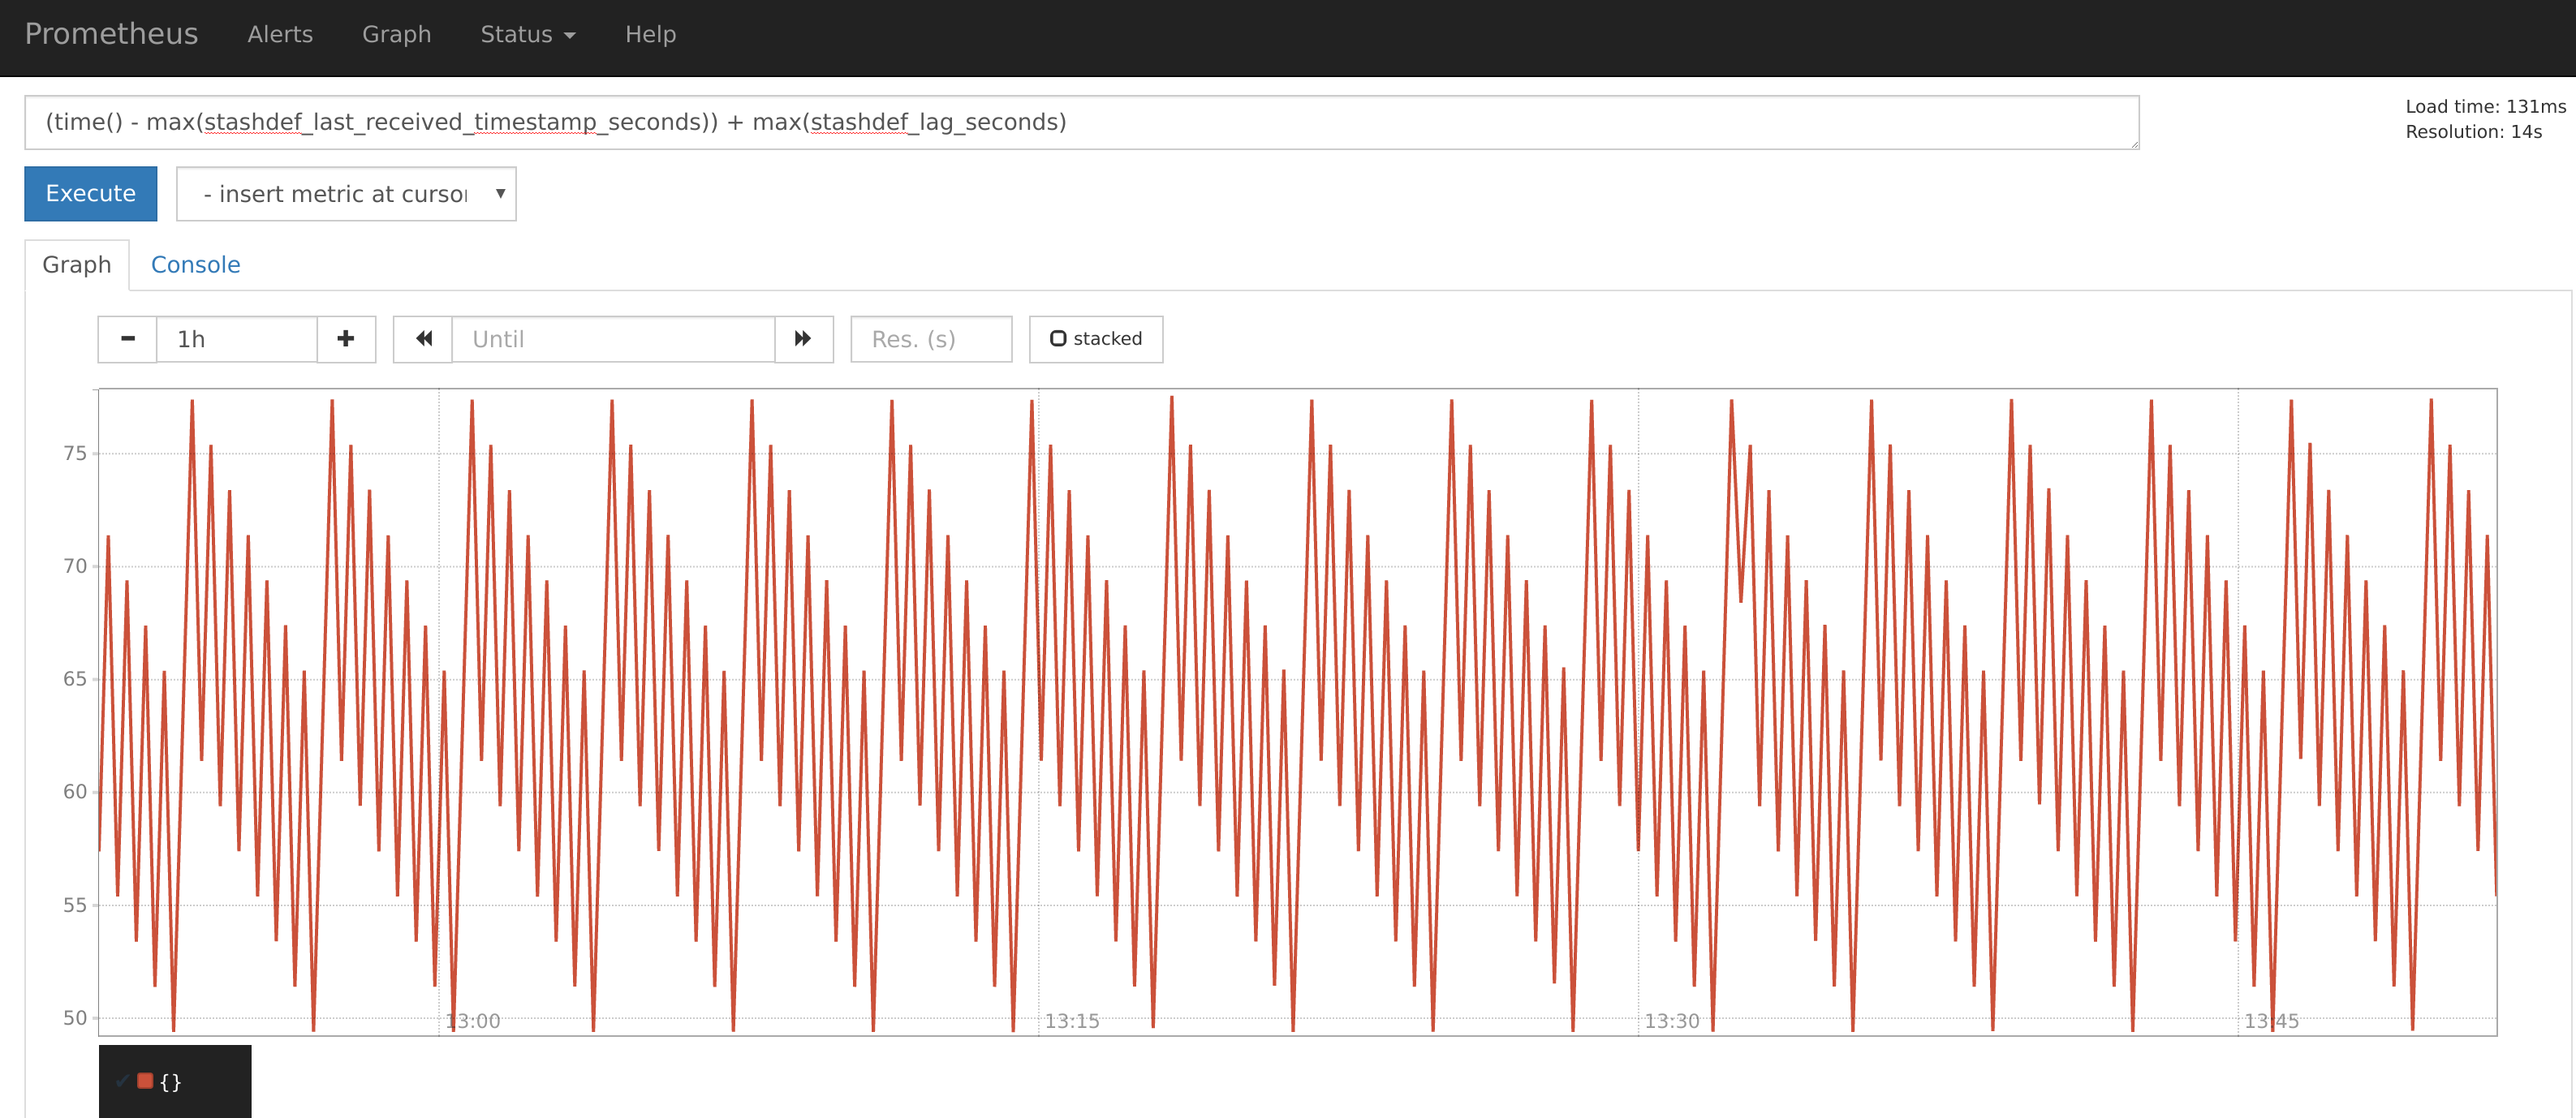 Prometheus Alerts Graph Status Help
(time() - max(stashdef_last_received_timestamp_seconds)) + max(stashdef_lag_seconds)
Load time: 131ms
Resolution: 14s
Execute - insert metric at cursor
Graph Console
1h Until Res. (s) stacked
75
70
65
60
55
50
13:00 13:15 13:30 13:45
{}